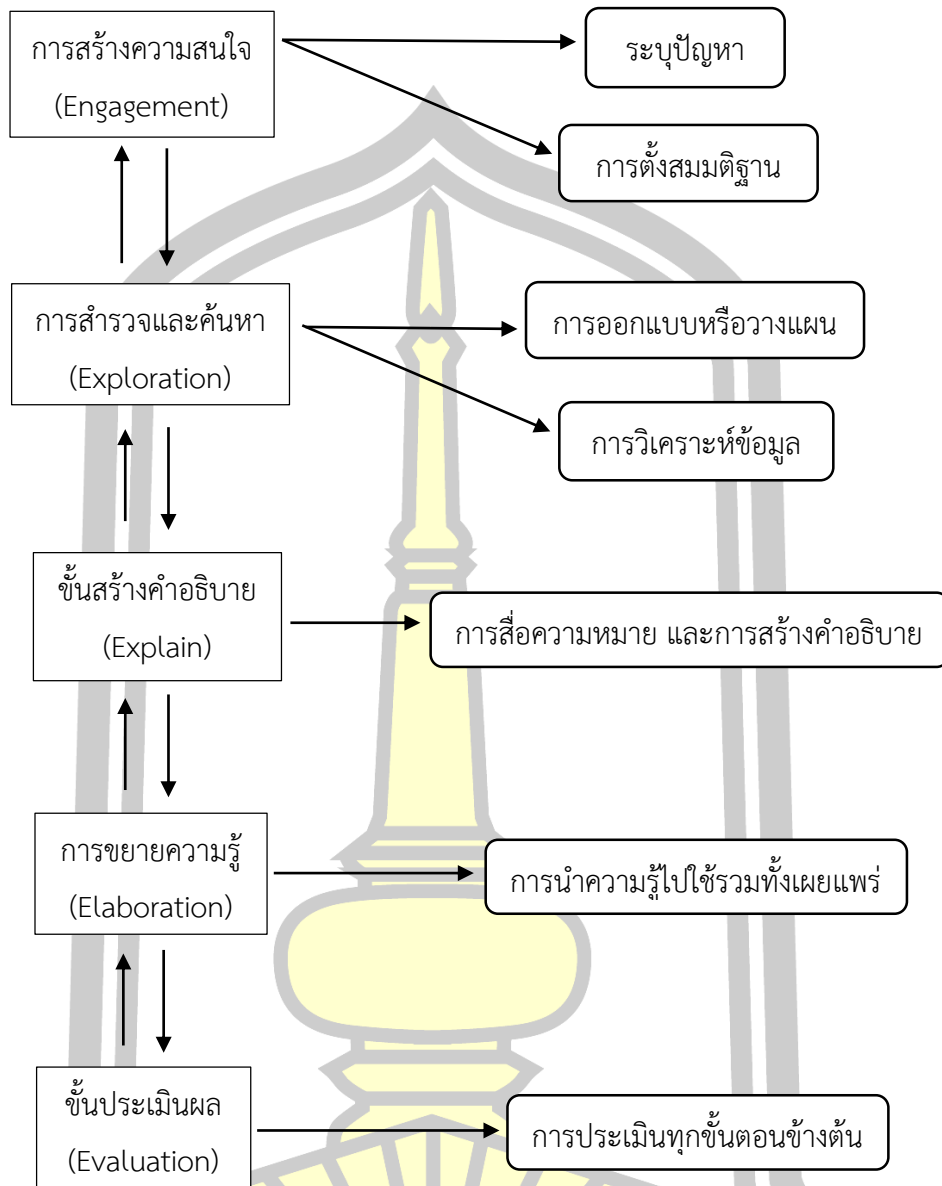 การสร้างความสนใจ
(Engagement)
ระบุปัญหา
การตั้งสมมติฐาน
การสำรวจและค้นหา
(Exploration)
การออกแบบหรือวางแผน
การวิเคราะห์ข้อมูล
ขั้นสร้างคำอธิบาย
(Explain)
การสื่อความหมาย และการสร้างคำอธิบาย
การขยายความรู้
(Elaboration)
การนำความรู้ไปใช้รวมทั้งเผยแพร่
ขั้นประเมินผล
(Evaluation)
การประเมินทุกขั้นตอนข้างต้น